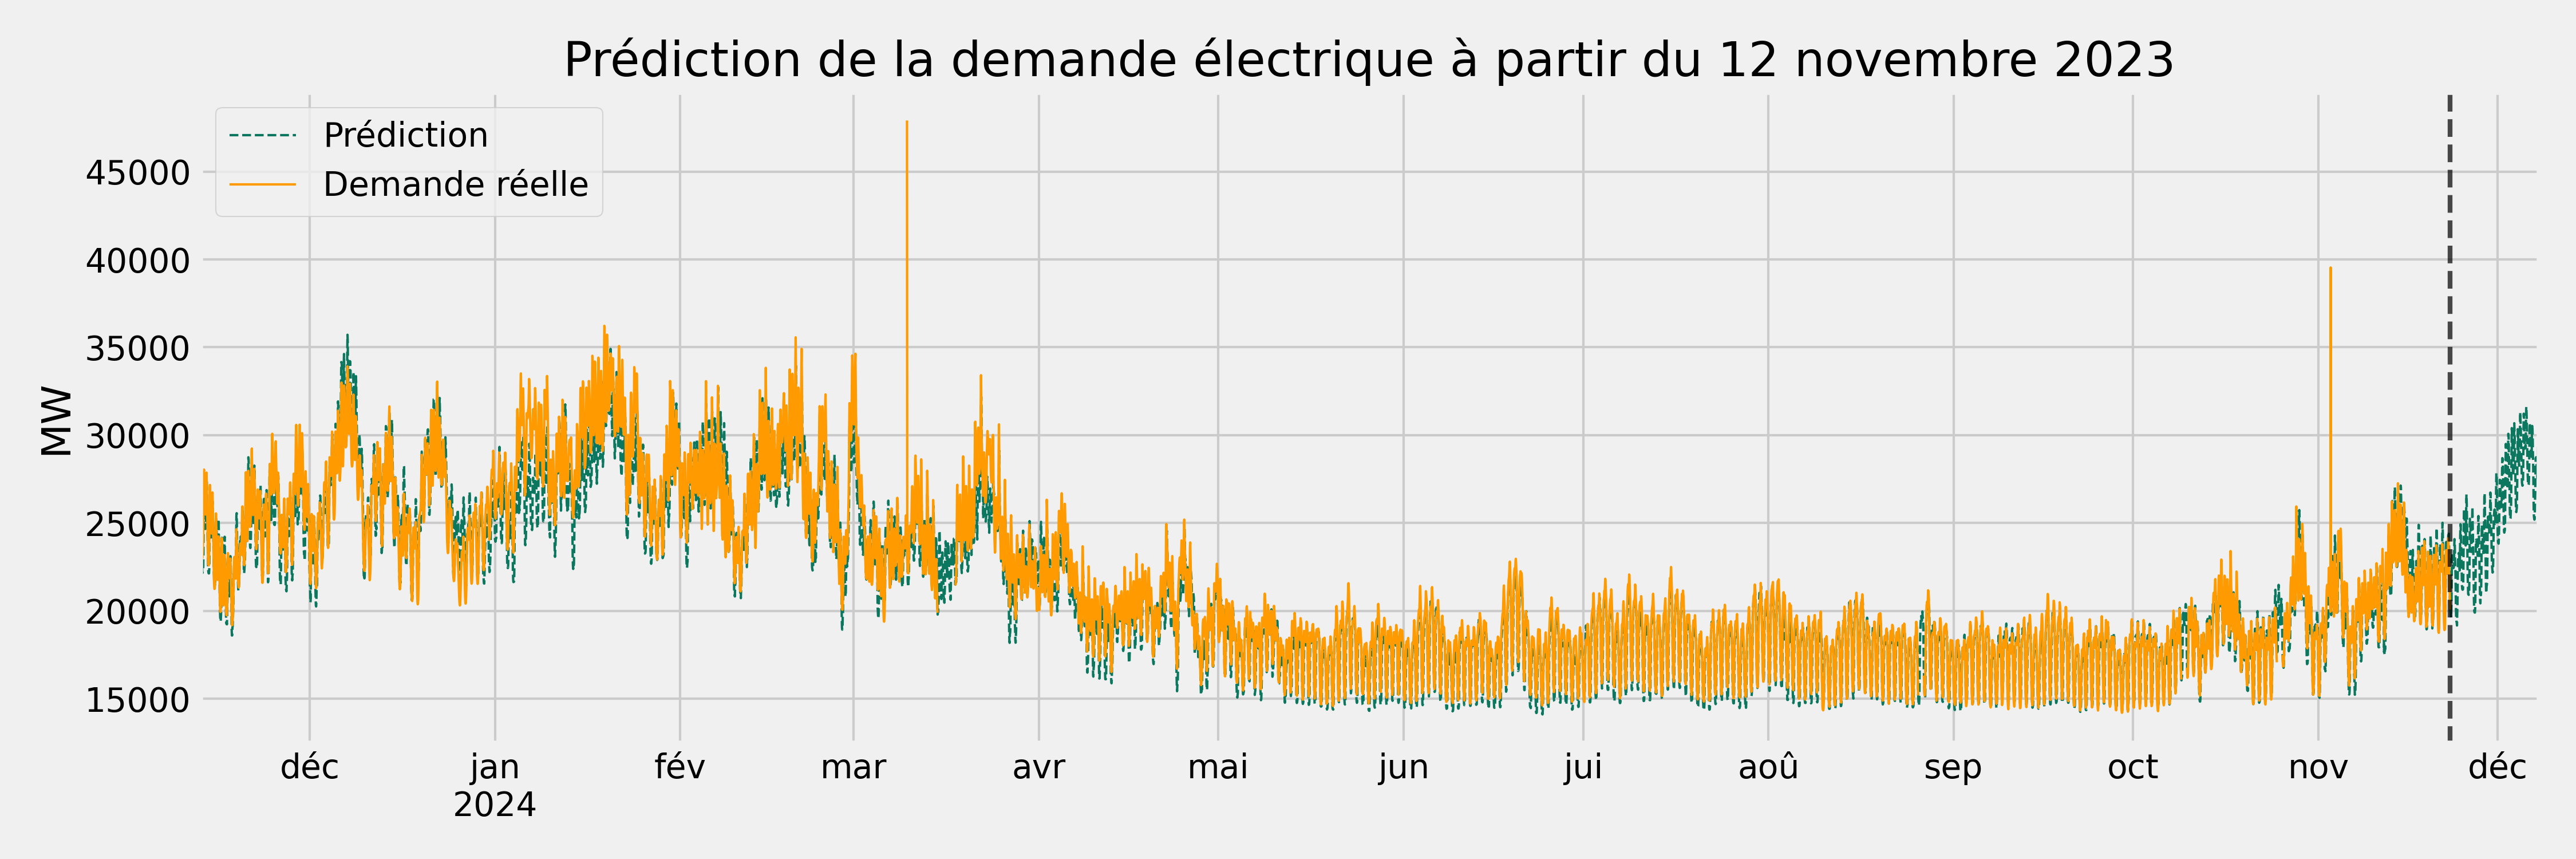 Prédiction de la demande électrique à partir du 12 novembre 2023
Prédiction
Demande réelle
MW
45000
40000
35000
30000
25000
20000
15000
déc jan fév mar avr mai jun jui aoû sep oct nov déc
2024